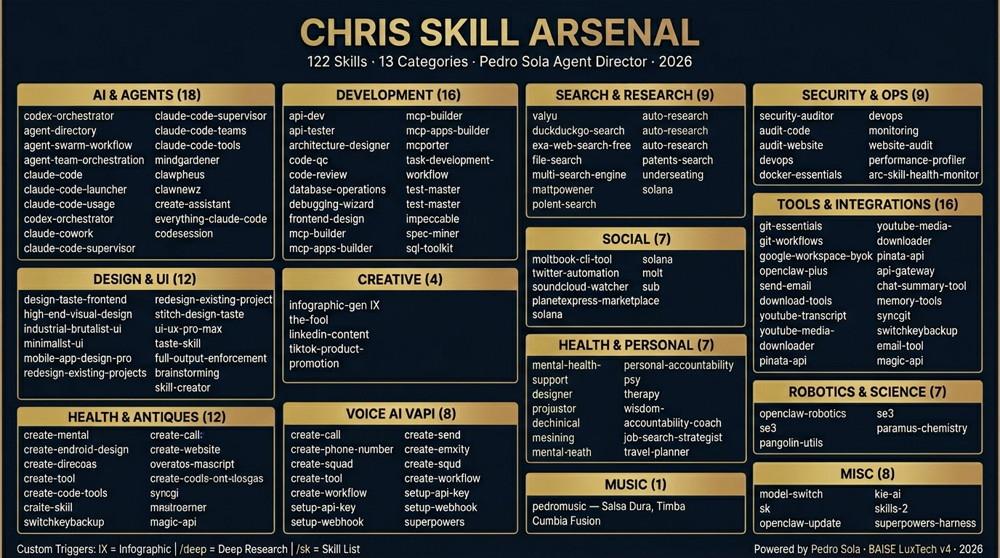 CHRIS SKILL ARSENAL
122 Skills · 13 Categories · Pedro Sola Agent Director · 2026
AI & AGENTS (18)
codex-orchestrator
agent-directory
agent-swarm-workflow
agent-team-orchestration
claude-code
claude-code-launcher
claude-code-usage
codex-orchestrator
claude-cowork
claude-code-supervisor
claude-code-supervisor
claude-code-teams
claude-code-tools
mindgardener
clawpheus
clawnewz
create-assistant
everything-claude-code
codesession
DESIGN & UI (12)
design-taste-frontend
high-end-visual-design
industrial-brutalist-ui
minimallst-ui
mobile-app-design-pro
redesign-existing-projects
redesign-existing-project
stitch-design-taste
ui-ux-pro-max
taste-skill
full-output-enforcement
brainstorming
skill-creator
HEALTH & ANTIQUES (12)
create-mental
create-endroid-design
create-direcoas
create-tool
create-code-tools
craite-skill
switchkeybackup
create-call:
create-website
overatos-mascript
create-codls-ont-ilosgas
syncgi
magic-api
DEVELOPMENT (16)
api-dev
api-tester
architecture-designer
code-qc
code-review
database-operations
debugging-wizard
frontend-design
mcp-builder
mcp-apps-builder
mcp-builder
mcp-apps-builder
mcporter
task-development-
workflow
test-master
test-master
impeccable
spec-miner
sql-toolkit
CREATIVE (4)
infographic-gen IX
the-fool
linkedin-content
tiktok-product-
promotion
VOICE AI VAPI (8)
create-call
create-phone-number
create-squad
create-tool
create-workflow
setup-api-key
setup-webhook
create-send
create-emxity
create-squd
create-workflow
setup-api-key
setup-webhook
superpowers
SEARCH & RESEARCH (9)
valyu
duckduckgo-search
exa-web-search-free
file-search
multi-search-engine
mattpowener
polent-search
auto-research
auto-research
auto-research
patents-search
underseating
solana
SOCIAL (7)
moltbook-cli-tool
twitter-automation
soundcloud-watcher
planetexpress-marketplace
solana
solana
molt
sub
HEALTH & PERSONAL (7)
mental-health-
support
designer
dechinical
mesining
personal-accountability
psy
therapy
wisdom-
accountability-coach
job-search-strategist
travel-planner
MUSIC (1)
pedromusic — Salsa Dura, Timba
Cumbia Fusion
SECURITY & OPS (9)
security-auditor
audit-code
audit-website
devops
docker-essentials
devops
monitoring
website-audit
performance-profiler
arc-skill-health-monitor
TOOLS & INTEGRATIONS (16)
git-essentials
git-workflows
google-workspace-byok
openclaw-pius
send-email
download-tools
youtube-transcript
youtube-media-
downloader
pinata-api
youtube-media-
downloader
pinata-api
api-gateway
chat-summary-tool
memory-tools
syncgit
switchkeybackup
email-tool
magic-api
ROBOTICS & SCIENCE (7)
openclaw-robotics
se3
pangolin-utils
se3
paramus-chemistry
MISC (8)
model-switch
sk
openclaw-update
kie-ai
skills-2
superpowers-harness
Custom Triggers: IX = Infographic | /deep = Deep Research | /sk = Skill List
Powered by Pedro Sola · BAISE LuxTech v4 · 2026